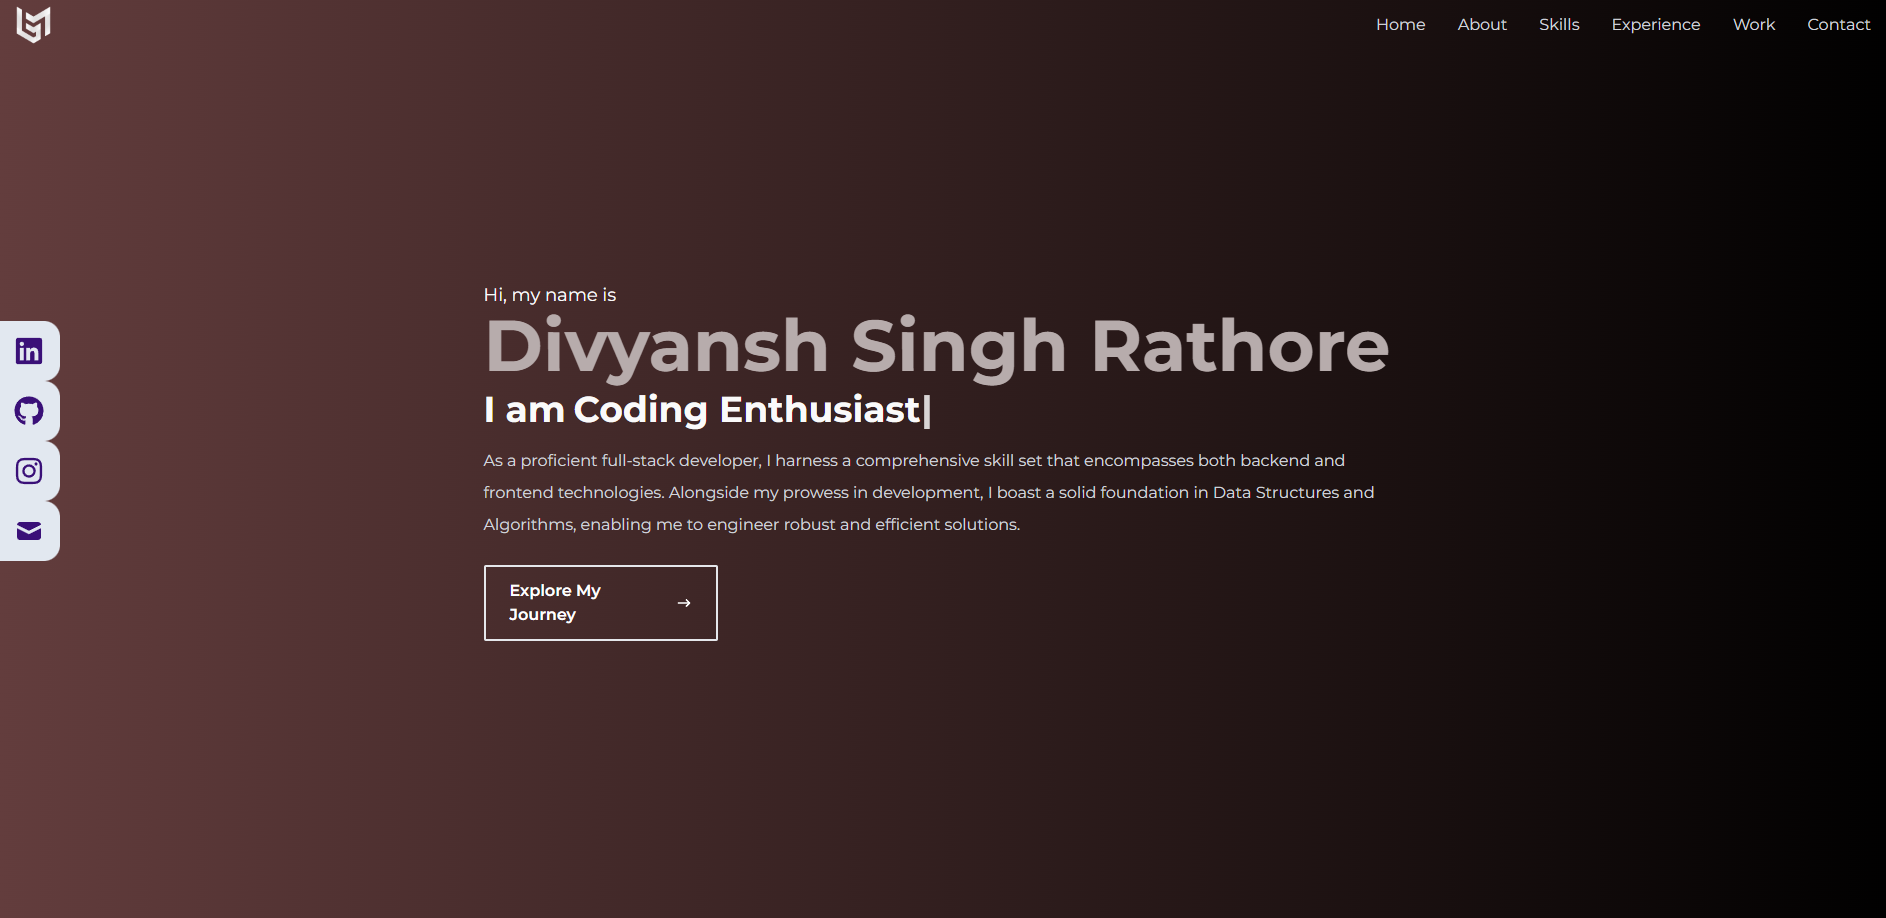 Home About Skills Experience Work Contact
Hi, my name is
Divyansh Singh Rathore
I am Coding Enthusiast|
As a proficient full-stack developer, I harness a comprehensive skill set that encompasses both backend and
frontend technologies. Alongside my prowess in development, I boast a solid foundation in Data Structures and
Algorithms, enabling me to engineer robust and efficient solutions.
Explore My
Journey